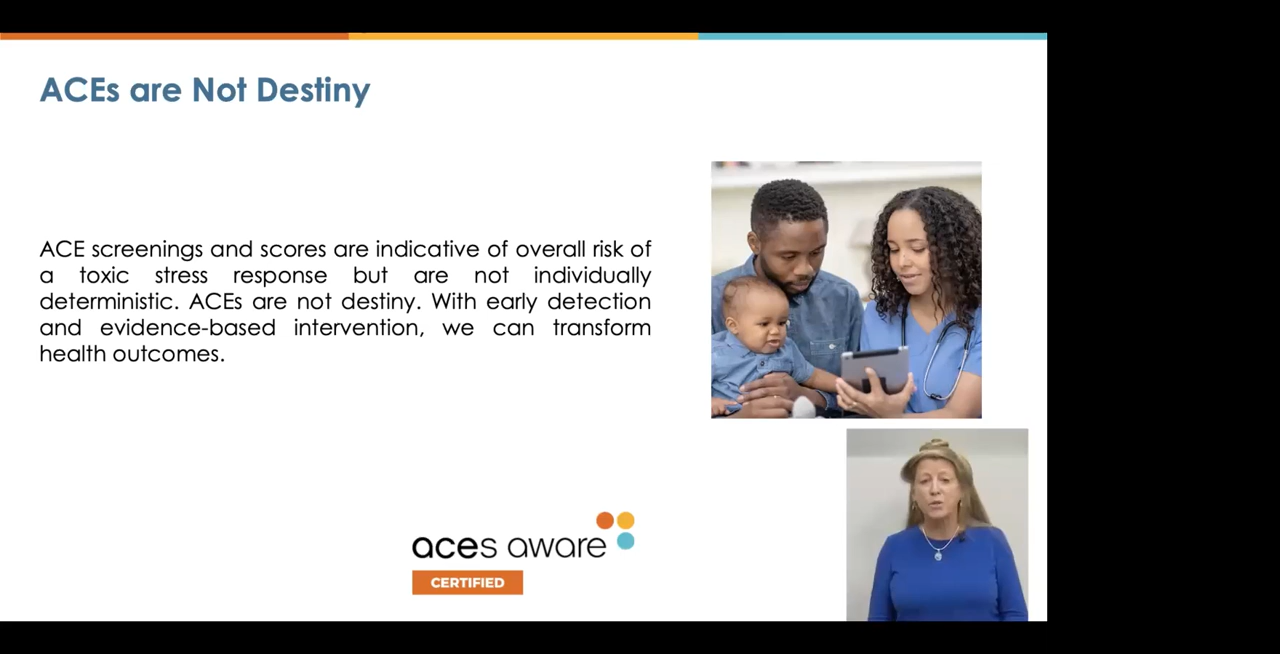 ACEs are Not Destiny
ACE screenings and scores are indicative of overall risk of
a toxic stress response but are not individually
deterministic. ACEs are not destiny. With early detection
and evidence-based intervention, we can transform
health outcomes.
aces aware
CERTIFIED